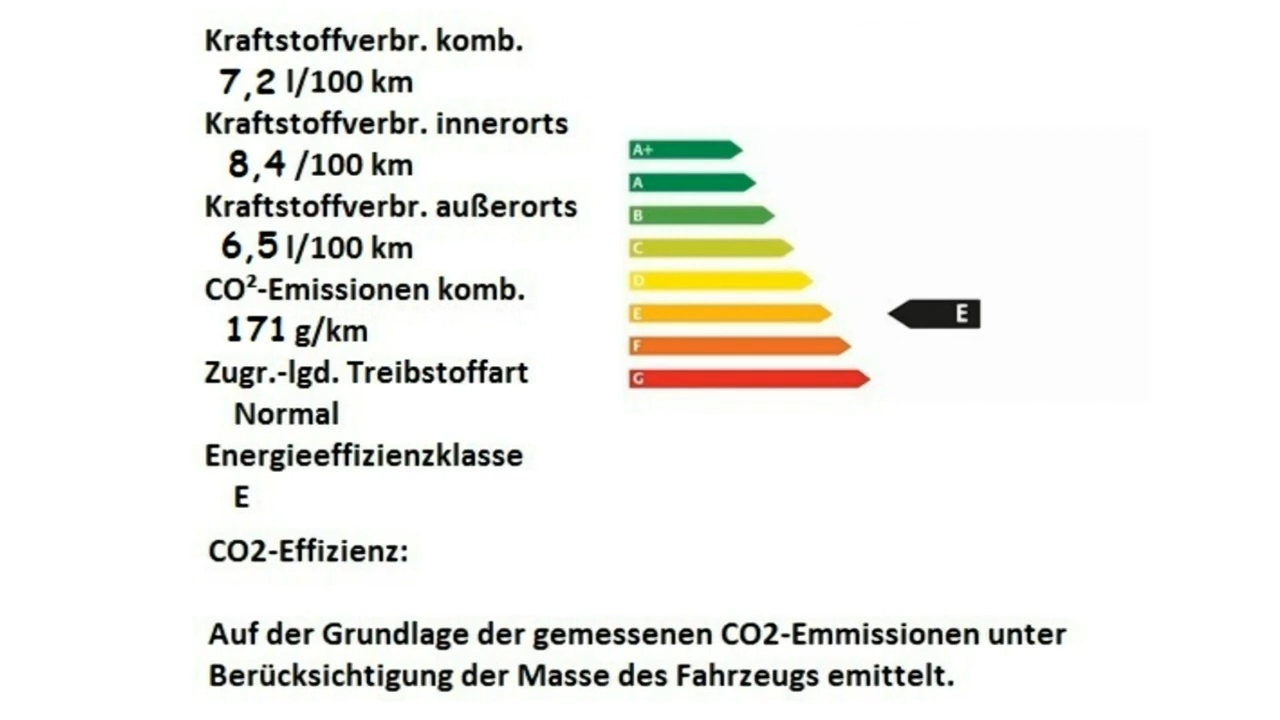 Kraftstoffverbr. komb.
7,2 l/100 km
Kraftstoffverbr. innerorts
8,4 /100 km
Kraftstoffverbr. außerorts
6,5 l/100 km
CO²-Emissionen komb.
171 g/km
Zugr.-lgd. Treibstoffart
Normal
Energieeffizienzklasse
E
A+
A
B
C
D
E
E
F
G
CO2-Effizienz:
Auf der Grundlage der gemessenen CO2-Emmissionen unter
Berücksichtigung der Masse des Fahrzeugs emittelt.